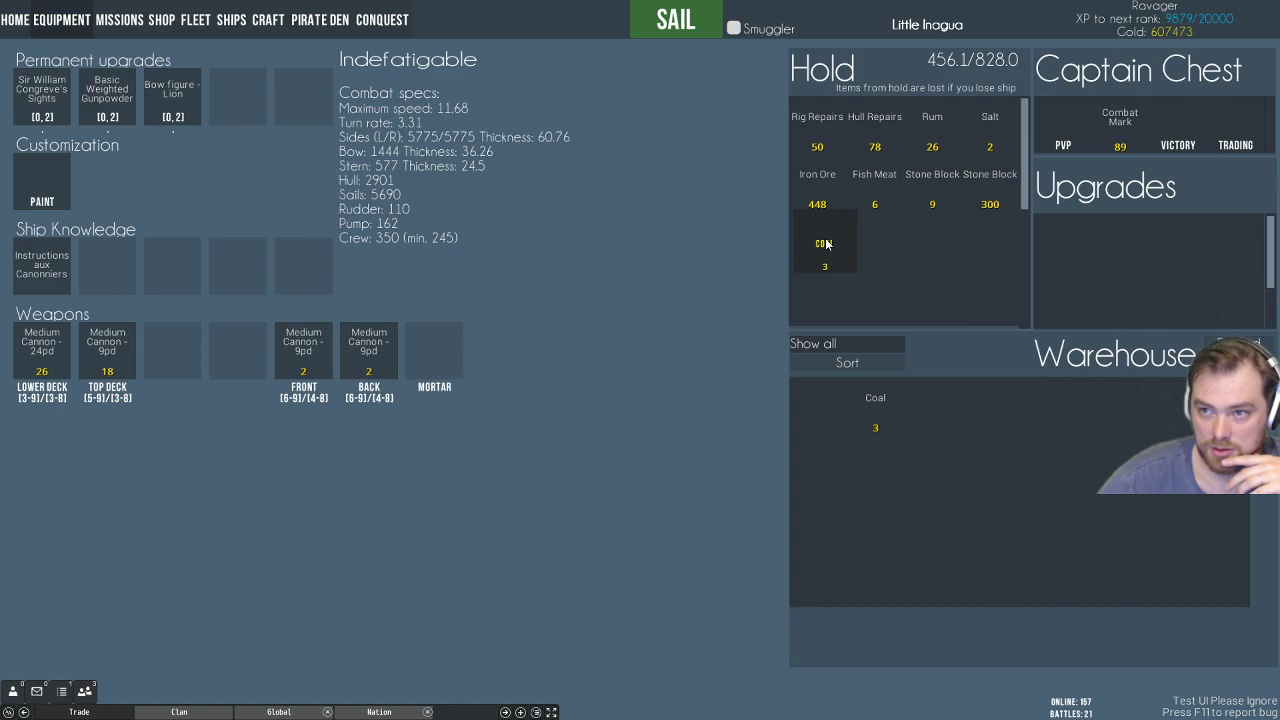 HOME EQUIPMENT MISSIONS SHOP FLEET SHIPS CRAFT PIRATE DEN CONQUEST
SAIL
Smuggler
Little Inagua
Ravager
XP to next rank: 9879/20000
Gold: 607473
Permanent upgrades
Sir William Congreve's Sights
[0, 2]
Basic Weighted Gunpowder
[0, 2]
Bow figure - Lion
[0, 2]
Customization
PAINT
Ship Knowledge
Instructions aux Canonniers
Weapons
Medium Cannon - 24pd
26
LOWER DECK
[3-9]/[3-8]
Medium Cannon - 9pd
18
TOP DECK
[5-9]/[3-8]
Medium Cannon - 9pd
2
FRONT
[6-9]/[4-8]
Medium Cannon - 9pd
2
BACK
[6-9]/[4-8]
MORTAR
Indefatigable
Combat specs:
Maximum speed: 11.68
Turn rate: 3.31
Sides (L/R): 5775/5775 Thickness: 60.76
Bow: 1444 Thickness: 36.26
Stern: 577 Thickness: 24.5
Hull: 2901
Sails: 5690
Rudder: 110
Pump: 162
Crew: 350 (min. 245)
Hold
456.1/828.0
Items from hold are lost if you lose ship
Rig Repairs Hull Repairs Rum Salt
50 78 26 2
Iron Ore Fish Meat Stone Block Stone Block
448 6 9 300
3
Captain Chest
Combat Mark
PVP 89 VICTORY TRADING
Upgrades
Show all
Sort
Warehouse
Coal
3
0 0 1 3
Trade Clan Global Nation
ONLINE: 157
BATTLES: 21
Test UI Please Ignore
Press F11 to report bug